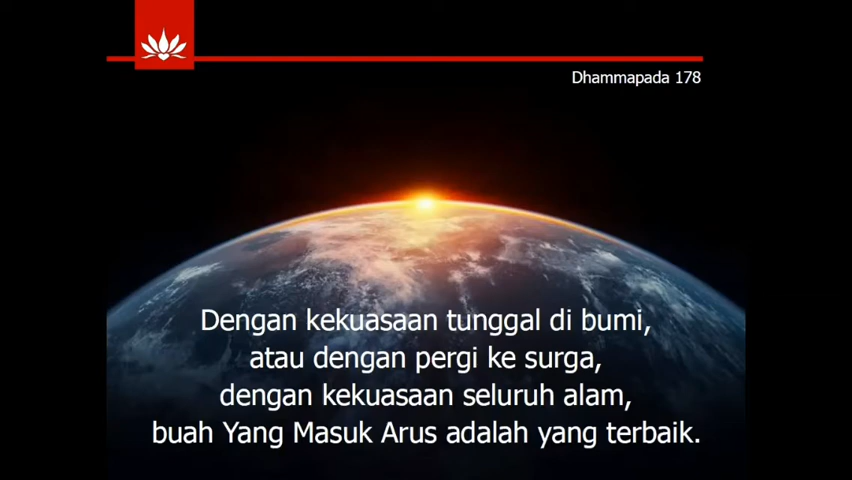 Dhammapada 178
Dengan kekuasaan tunggal di bumi,
atau dengan pergi ke surga,
dengan kekuasaan seluruh alam,
buah Yang Masuk Arus adalah yang terbaik.